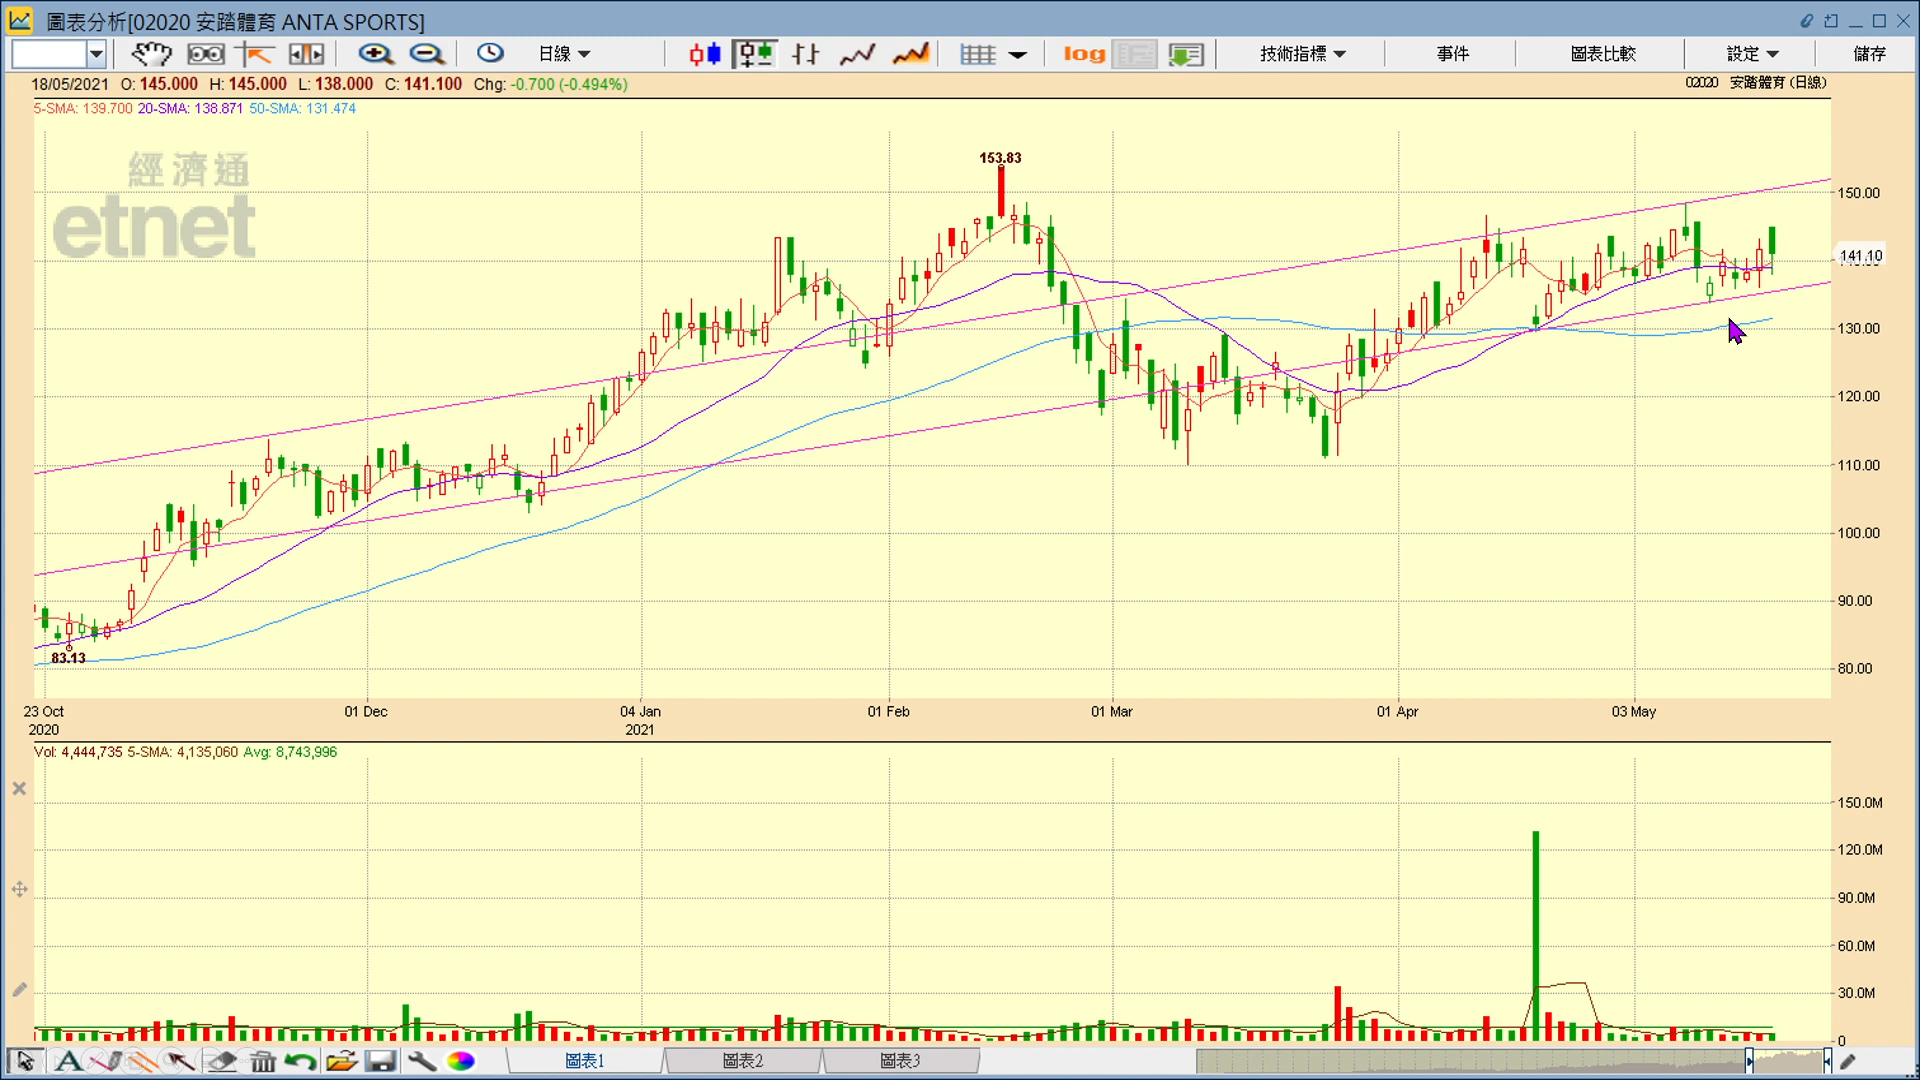 圖表分析[02020 安踏體育 ANTA SPORTS]
日線 log 技術指標 事件 圖表比較 設定 儲存
18/05/2021 O: 145.000 H: 145.000 L: 138.000 C: 141.100 Chg: -0.700 (-0.494%) 02020 安踏體育 (日線)
5-SMA: 139.700 20-SMA: 138.871 50-SMA: 131.474
經濟通
etnet
153.83
150.00
141.10
130.00
120.00
110.00
100.00
90.00
83.13
80.00
23 Oct 01 Dec 04 Jan 01 Feb 01 Mar 01 Apr 03 May
2020 2021
Vol: 4,444,735 5-SMA: 4,135,060 Avg: 8,743,996
150.0M
120.0M
90.0M
60.0M
30.0M
0
A 圖表1 圖表2 圖表3